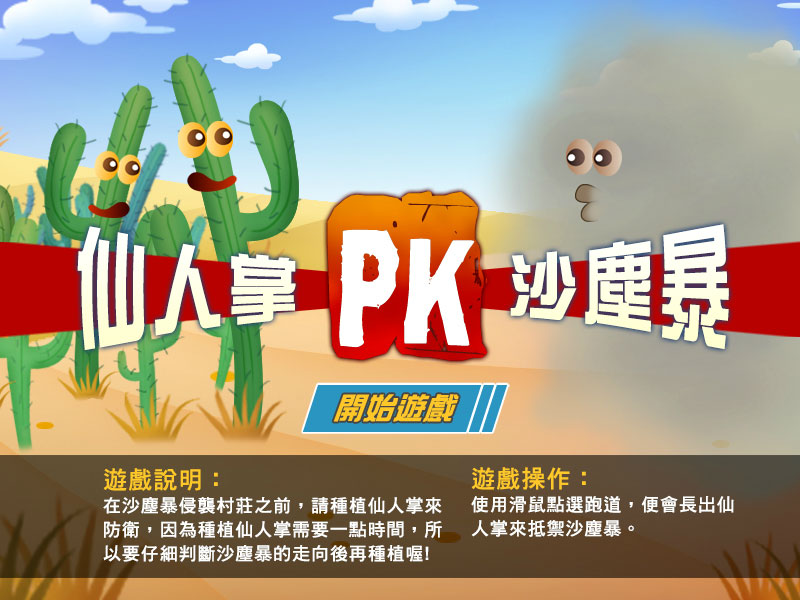 仙人掌 PK 沙塵暴
開始遊戲
遊戲說明：
在沙塵暴侵襲村莊之前，請種植仙人掌來
防衛，因為種植仙人掌需要一點時間，所
以要仔細判斷沙塵暴的走向後再種植喔!
遊戲操作：
使用滑鼠點選跑道，便會長出仙
人掌來抵禦沙塵暴。